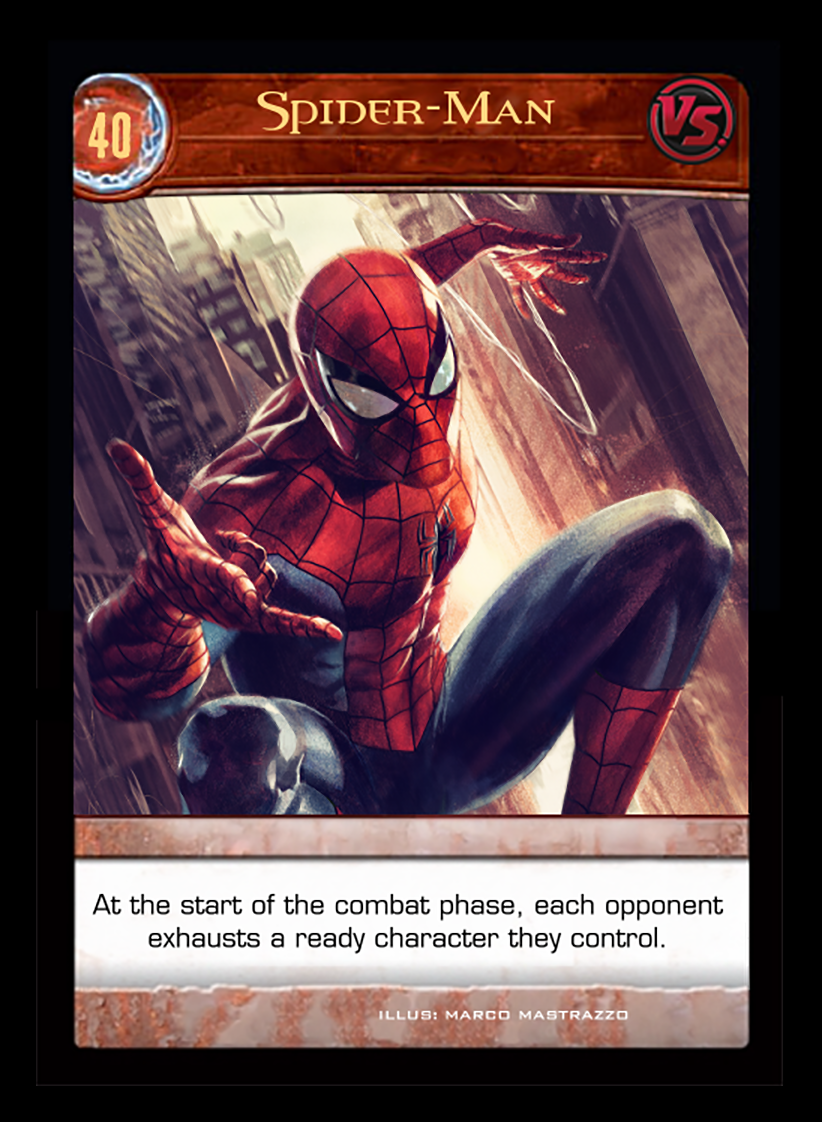 Spider-Man
40
VS.
At the start of the combat phase, each opponent
exhausts a ready character they control.
ILLUS: MARCO MASTRAZZO